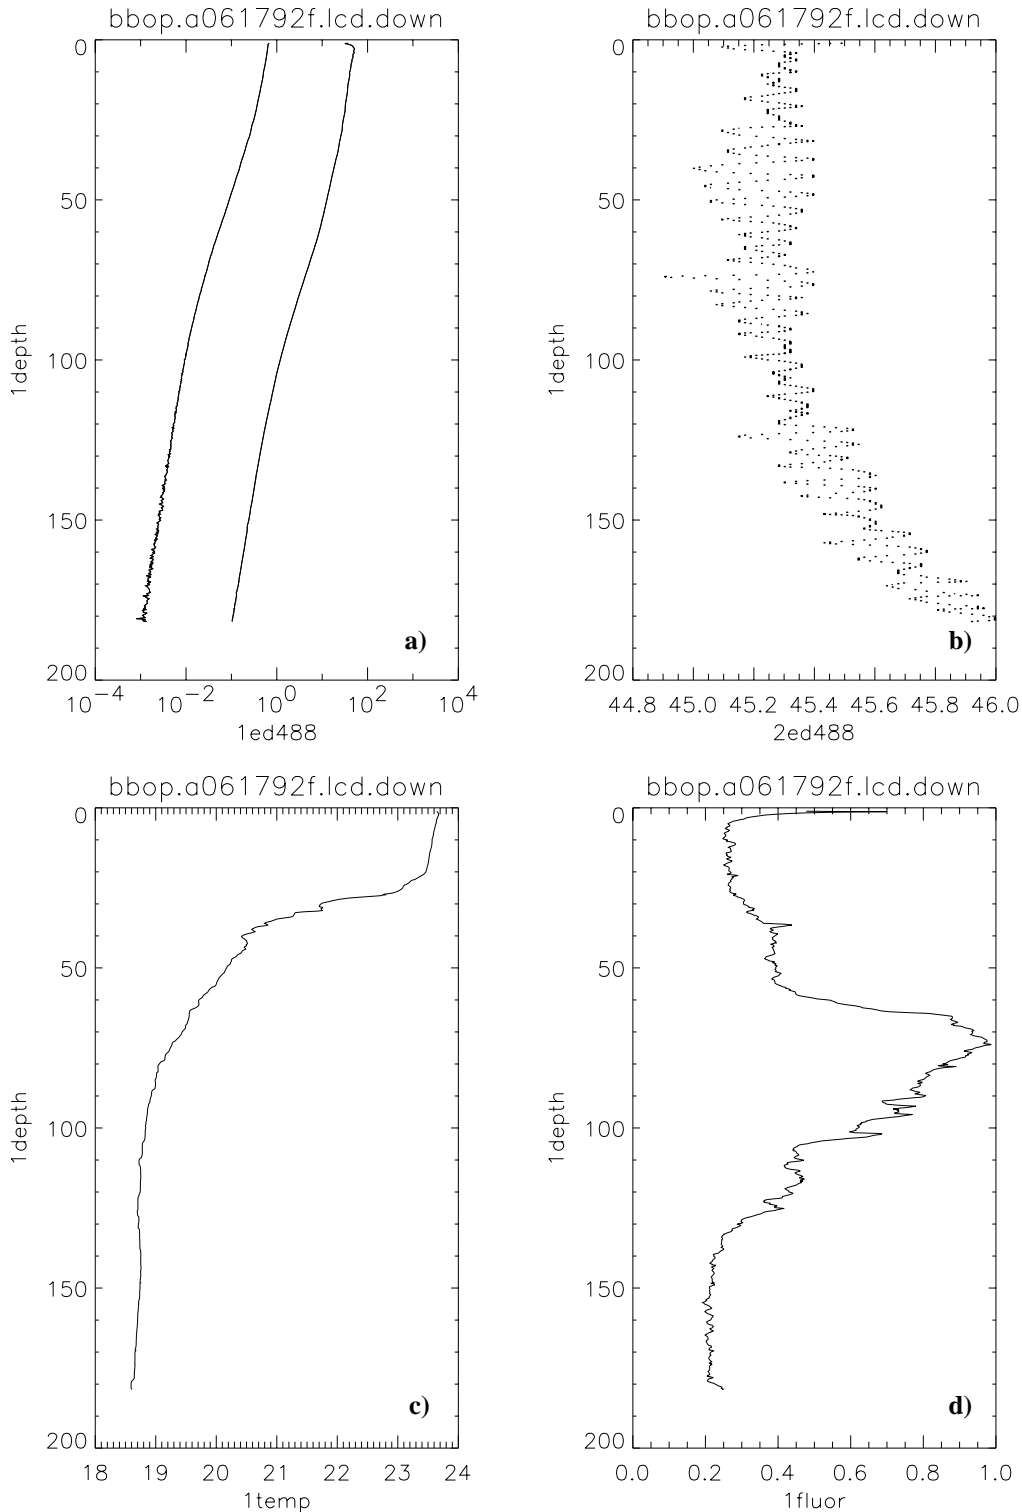 bbop.a061792f.lcd.down
0
50
100
150
200
1depth
10^-4 10^-2 10^0 10^2 10^4
1ed488
a)
bbop.a061792f.lcd.down
0
50
100
150
200
1depth
44.8 45.0 45.2 45.4 45.6 45.8 46.0
2ed488
b)
bbop.a061792f.lcd.down
0
50
100
150
200
1depth
18 19 20 21 22 23 24
1temp
c)
bbop.a061792f.lcd.down
0
50
100
150
200
1depth
0.0 0.2 0.4 0.6 0.8 1.0
1fluor
d)